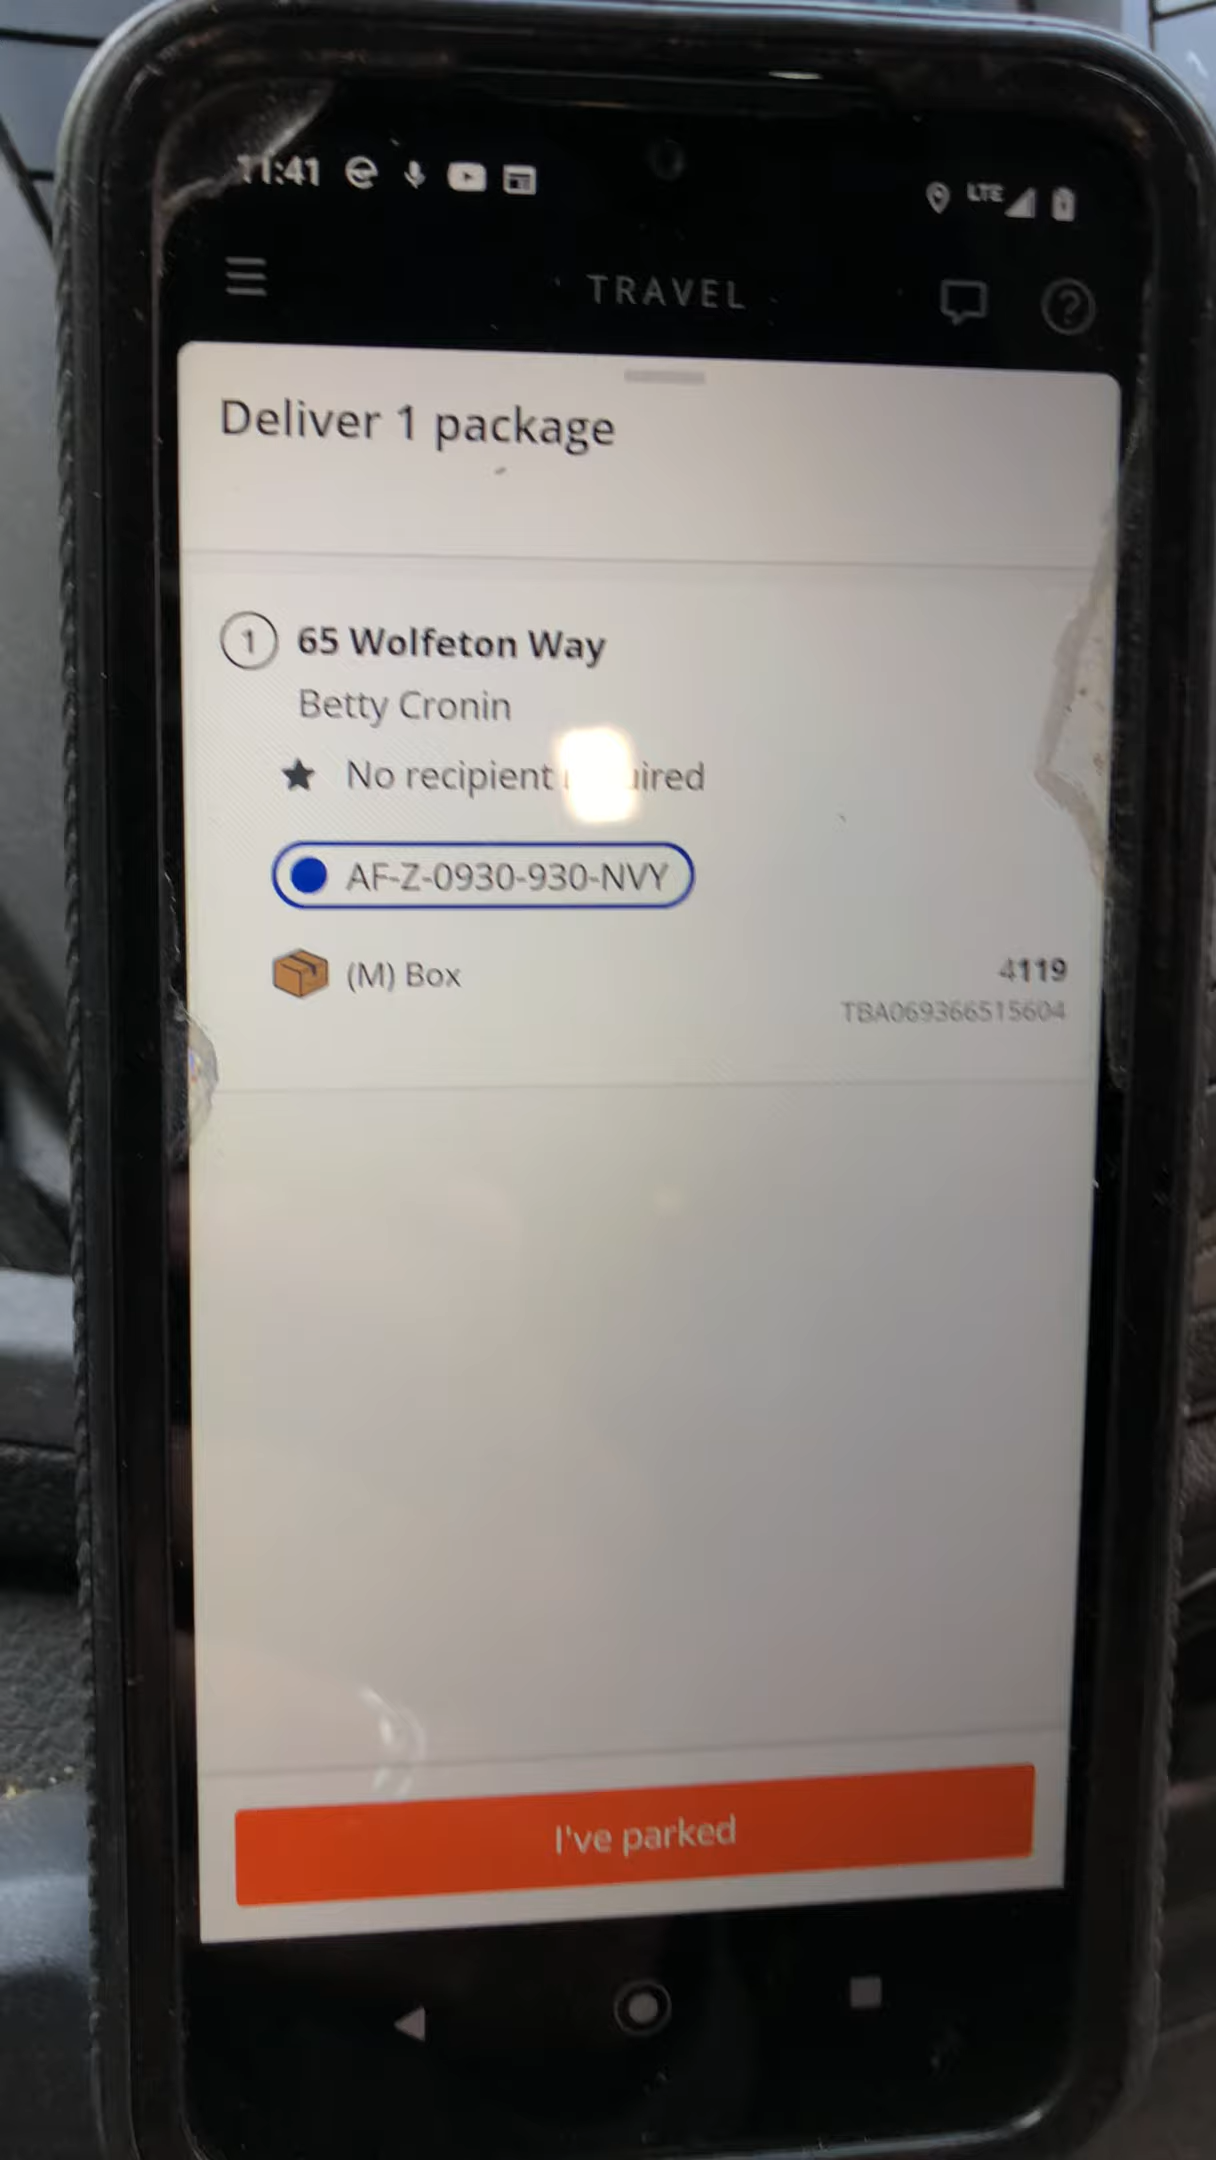 11:41
LTE
TRAVEL
Deliver 1 package
1 65 Wolfeton Way
Betty Cronin
No recipient
AF-Z-0930-930-NVY
(M) Box 4119
TBA069366515604
I've parked